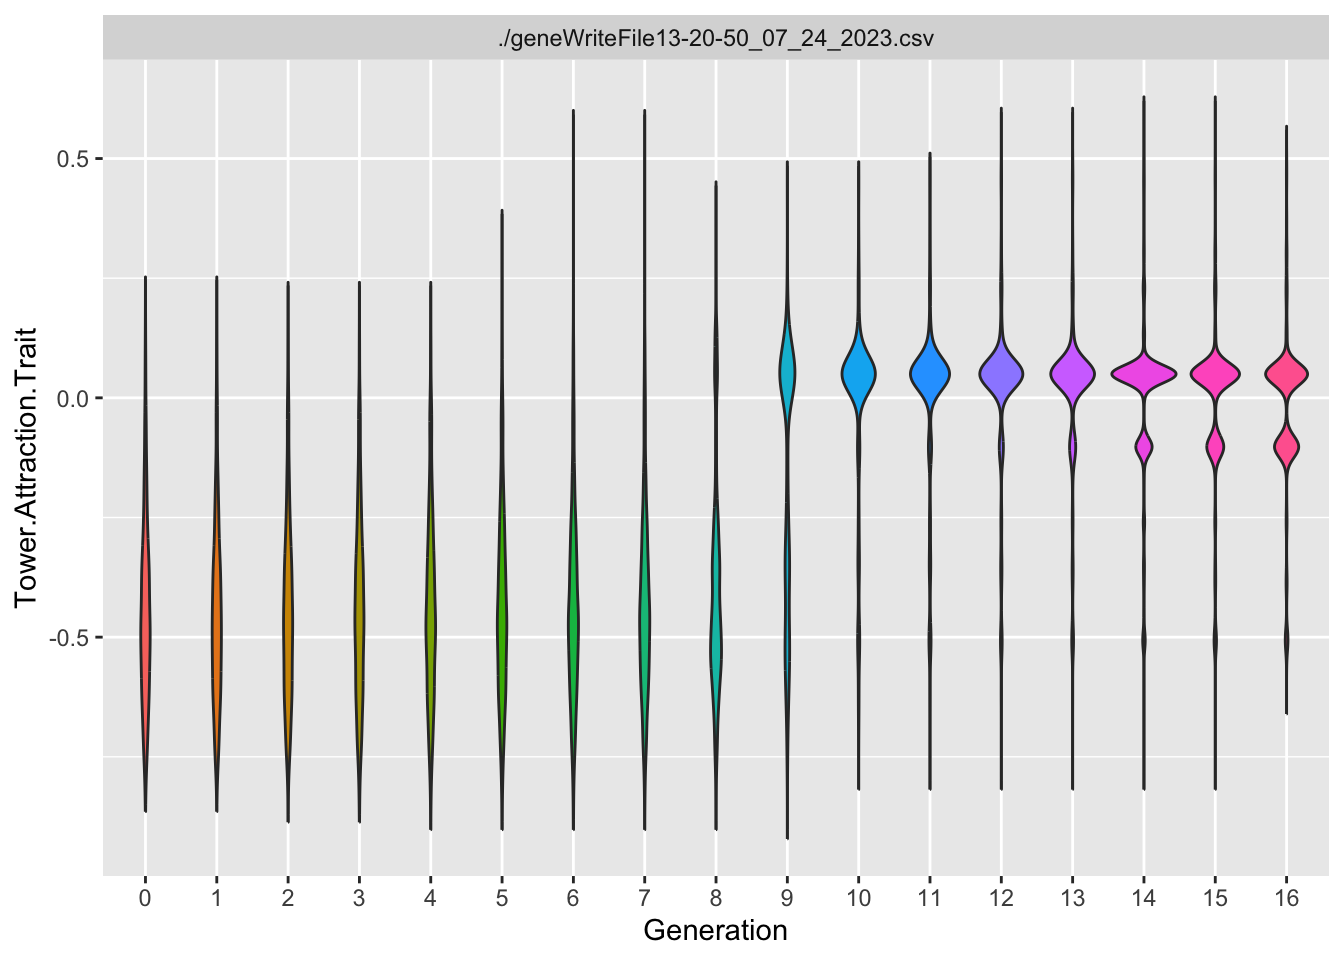 ./geneWriteFile13-20-50_07_24_2023.csv
Tower.Attraction.Trait
0.5
0.0
-0.5
0 1 2 3 4 5 6 7 8 9 10 11 12 13 14 15 16
Generation